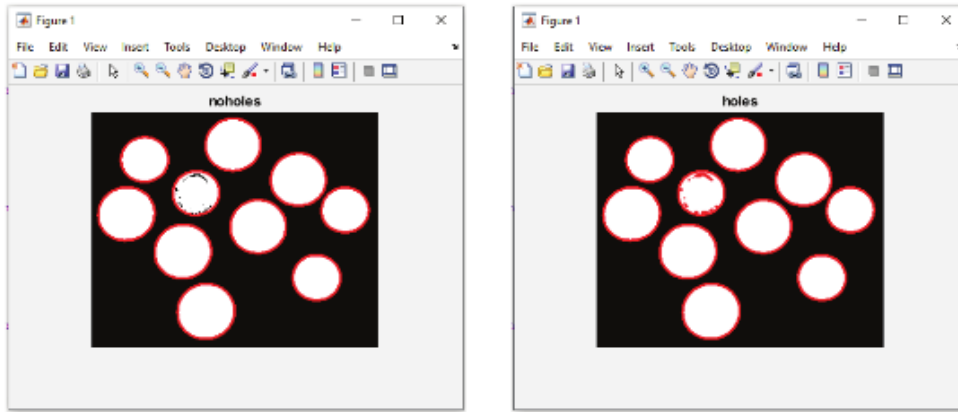 Figure 1
File Edit View Insert Tools Desktop Window Help
noholes
Figure 1
File Edit View Insert Tools Desktop Window Help
holes